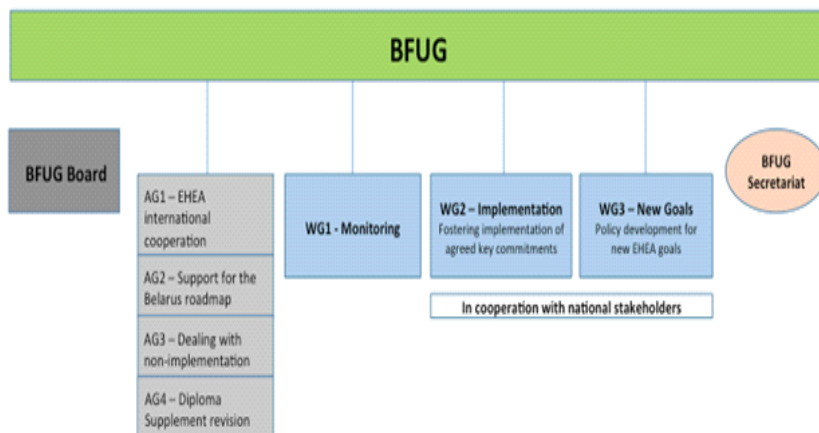 BFUG
BFUG Board
AG1 – EHEA
international
cooperation
AG2 – Support for the
Belarus roadmap
AG3 – Dealing with
non-implementation
AG4 – Diploma
Supplement revision
WG1 - Monitoring
WG2 – Implementation
Fostering implementation of
agreed key commitments
WG3 – New Goals
Policy development for
new EHEA goals
In cooperation with national stakeholders
BFUG
Secretariat